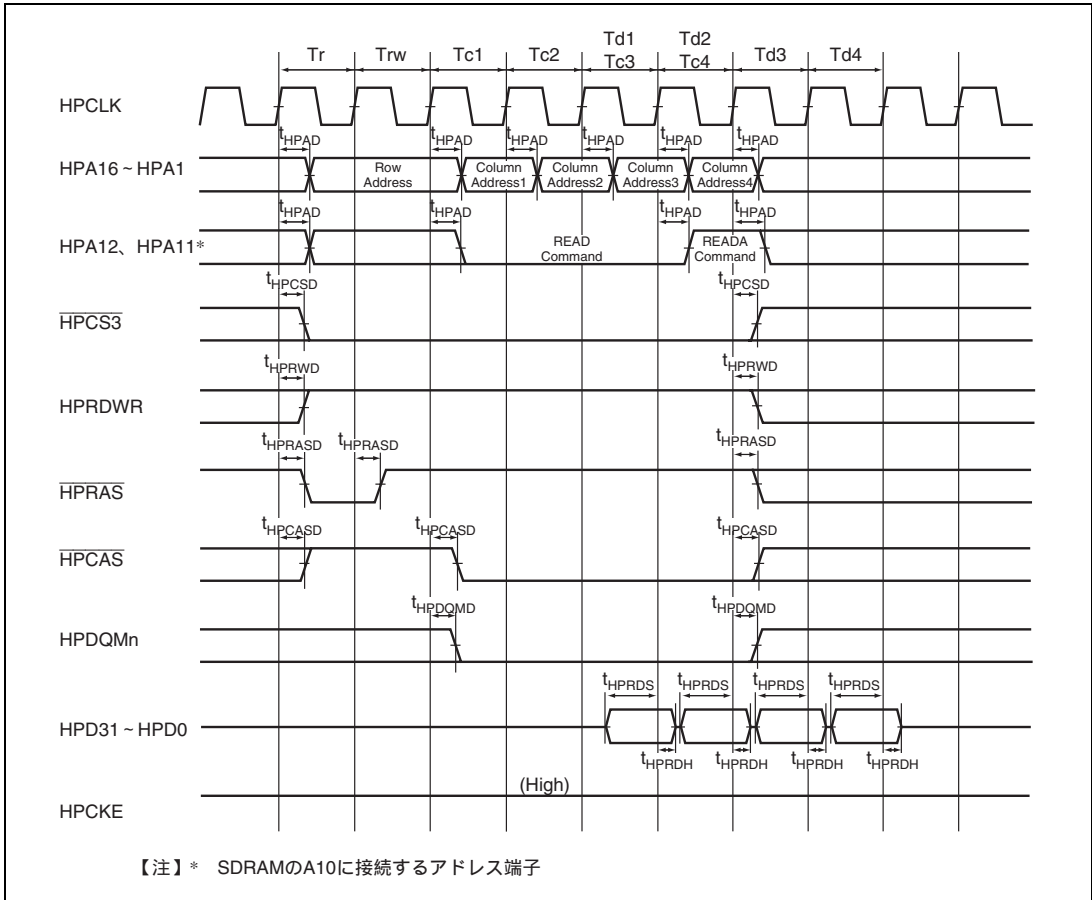 Tr Trw Tc1 Tc2 Td1 Tc3 Td2 Tc4 Td3 Td4
HPCLK
tHPAD tHPAD tHPAD tHPAD tHPAD tHPAD
HPA16 ~ HPA1
Row Address
Column Address1
Column Address2
Column Address3
Column Address4
tHPAD tHPAD tHPAD tHPAD
HPA12、HPA11*
READ Command
READA Command
tHPCSD tHPCSD
HPCS3
tHPRWD tHPRWD
HPRDWR
tHPRASD tHPRASD tHPRASD
HPRAS
tHPCASD tHPCASD tHPCASD
HPCAS
tHPDQMD tHPDQMD
HPDQMn
tHPRDS tHPRDS tHPRDS tHPRDS
HPD31 ~ HPD0
tHPRDH tHPRDH tHPRDH tHPRDH
(High)
HPCKE
【注】* SDRAMのA10に接続するアドレス端子